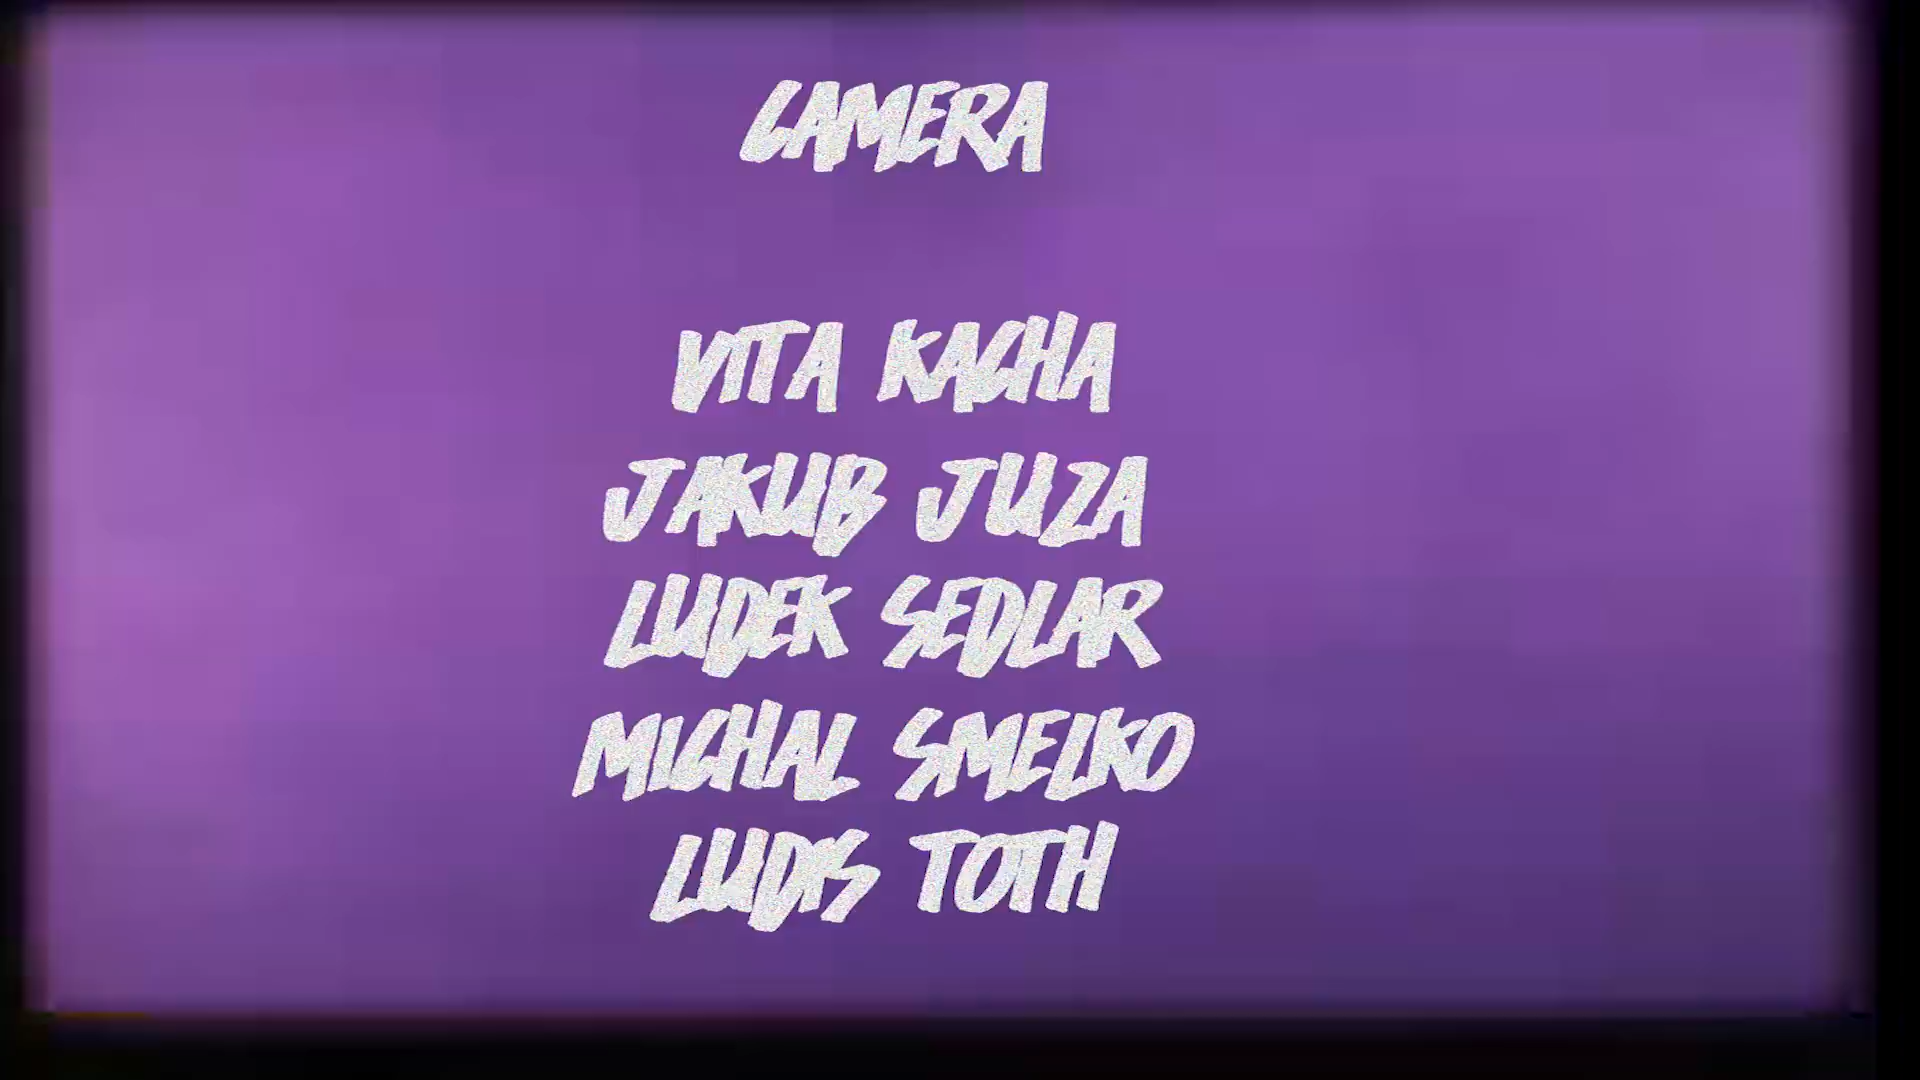 CAMERA
VITA KACHA
JAKUB JUZA
LUDEK SEDLAR
MICHAL SMELKO
LUDIS TOTH